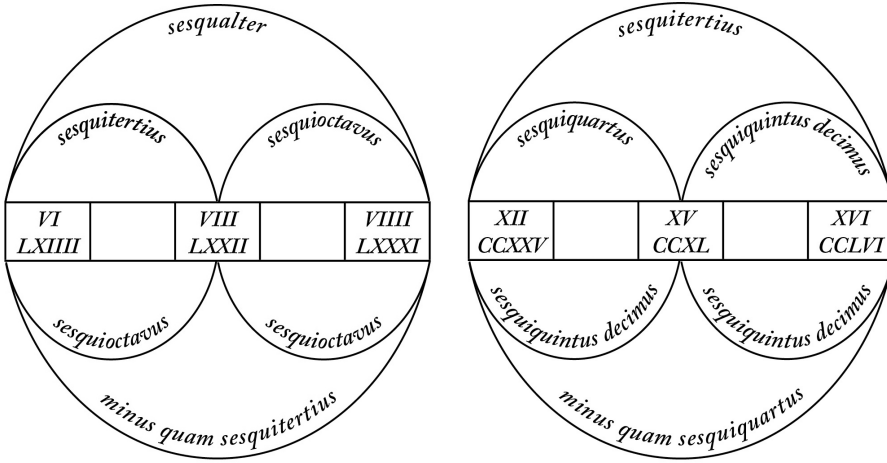 sesqualter
sesquitertius
sesquioctavus
VI
LXIIII
VIII
LXXII
VIIII
LXXXI
sesquioctavus
sesquioctavus
minus quam sesquitertius
sesquitertius
sesquiquartus
sesquiquintus decimus
XII
CCXXV
XV
CCXL
XVI
CCLVI
sesquiquintus decimus
sesquiquintus decimus
minus quam sesquiquartus